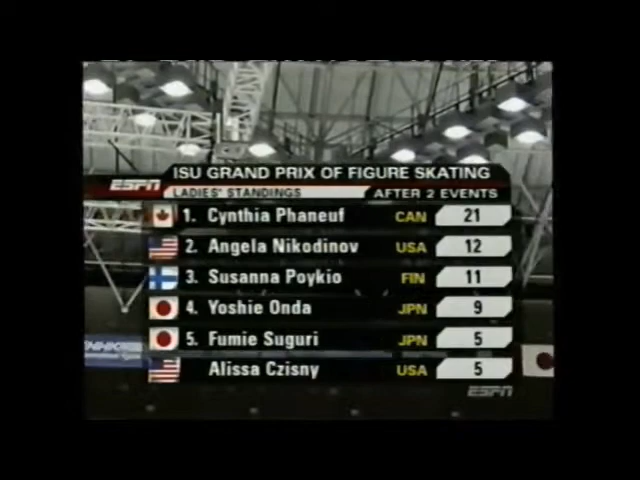 ISU GRAND PRIX OF FIGURE SKATING
ESPN LADIES' STANDINGS AFTER 2 EVENTS
1. Cynthia Phaneuf CAN 21
2. Angela Nikodinov USA 12
3. Susanna Poykio FIN 11
4. Yoshie Onda JPN 9
5. Fumie Suguri JPN 5
Alissa Czisny USA 5
ESPN